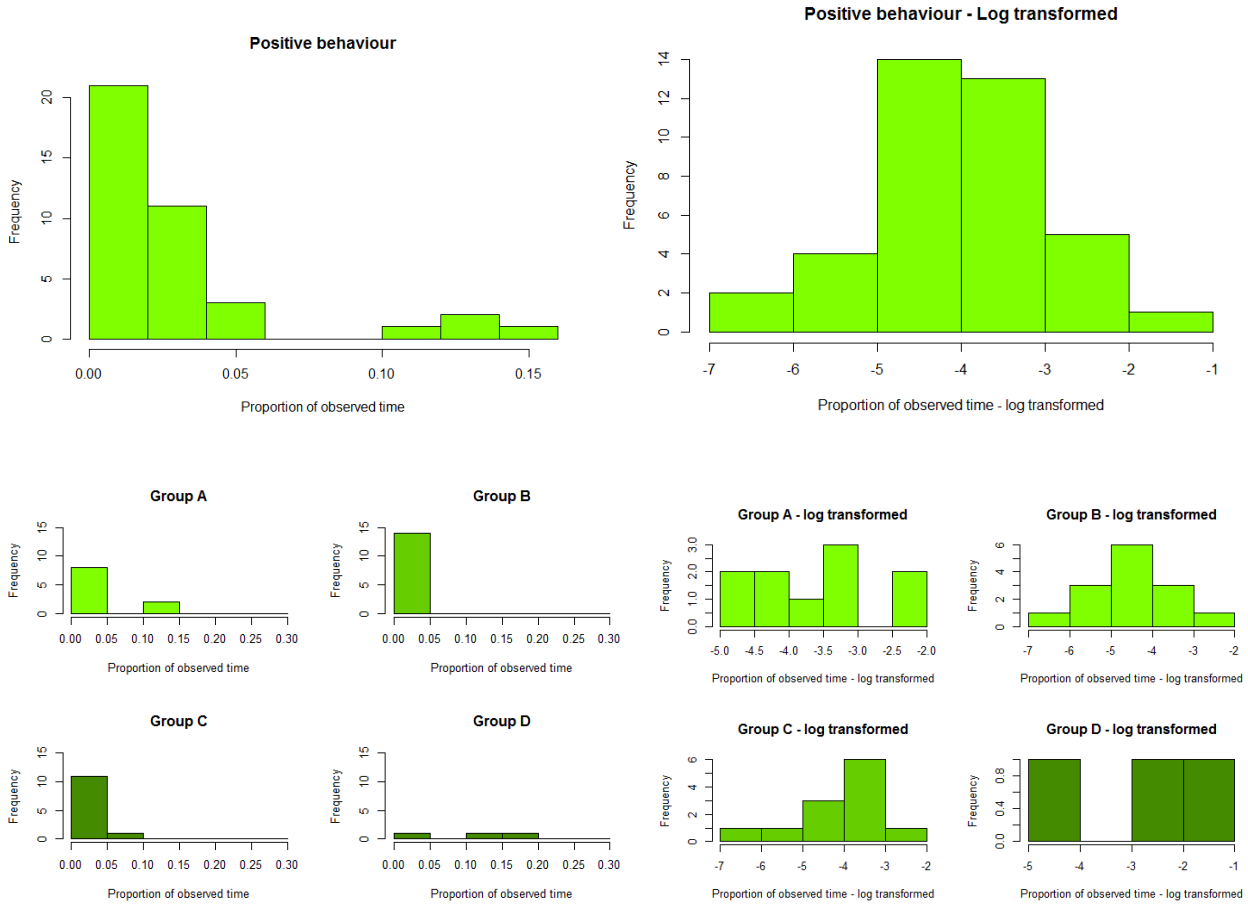 Positive behaviour
Frequency
0 5 10 15 20
0.00 0.05 0.10 0.15
Proportion of observed time
Positive behaviour - Log transformed
Frequency
0 2 4 6 8 10 12 14
-7 -6 -5 -4 -3 -2 -1
Proportion of observed time - log transformed
Group A
Frequency
0 5 10 15
0.00 0.05 0.10 0.15 0.20 0.25 0.30
Proportion of observed time
Group B
Frequency
0 5 10 15
0.00 0.05 0.10 0.15 0.20 0.25 0.30
Proportion of observed time
Group A - log transformed
Frequency
0.0 1.0 2.0 3.0
-5.0 -4.5 -4.0 -3.5 -3.0 -2.5 -2.0
Proportion of observed time - log transformed
Group B - log transformed
Frequency
0 2 4 6
-7 -6 -5 -4 -3 -2
Proportion of observed time - log transformed
Group C
Frequency
0 5 10 15
0.00 0.05 0.10 0.15 0.20 0.25 0.30
Proportion of observed time
Group D
Frequency
0 5 10 15
0.00 0.05 0.10 0.15 0.20 0.25 0.30
Proportion of observed time
Group C - log transformed
Frequency
0 2 4 6
-7 -6 -5 -4 -3 -2
Proportion of observed time - log transformed
Group D - log transformed
Frequency
0.0 0.4 0.8
-5 -4 -3 -2 -1
Proportion of observed time - log transformed